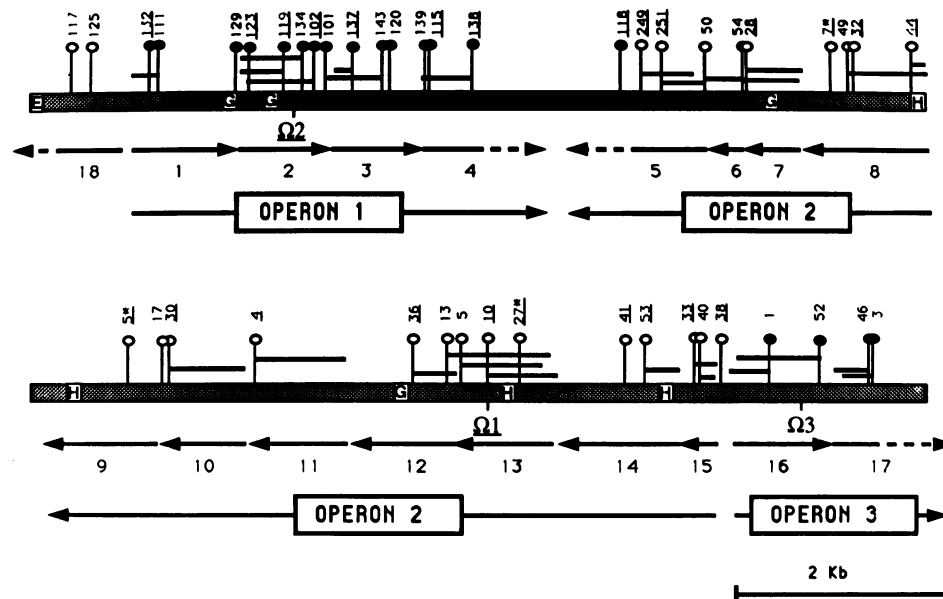 117 125 132 101 129 123 119 134 102 101 137 143 120 139 115 138 118 249 251 50 54 28 7* 49 32 44
E G G G H
Ω2
18 1 2 3 4 5 6 7 8
OPERON 1 OPERON 2
5* 17 30 4 36 13 5 10 27* 41 53 33 40 38 1 52 46 3
H G H H
Ω1 Ω3
9 10 11 12 13 14 15 16 17
OPERON 2 OPERON 3
2 Kb